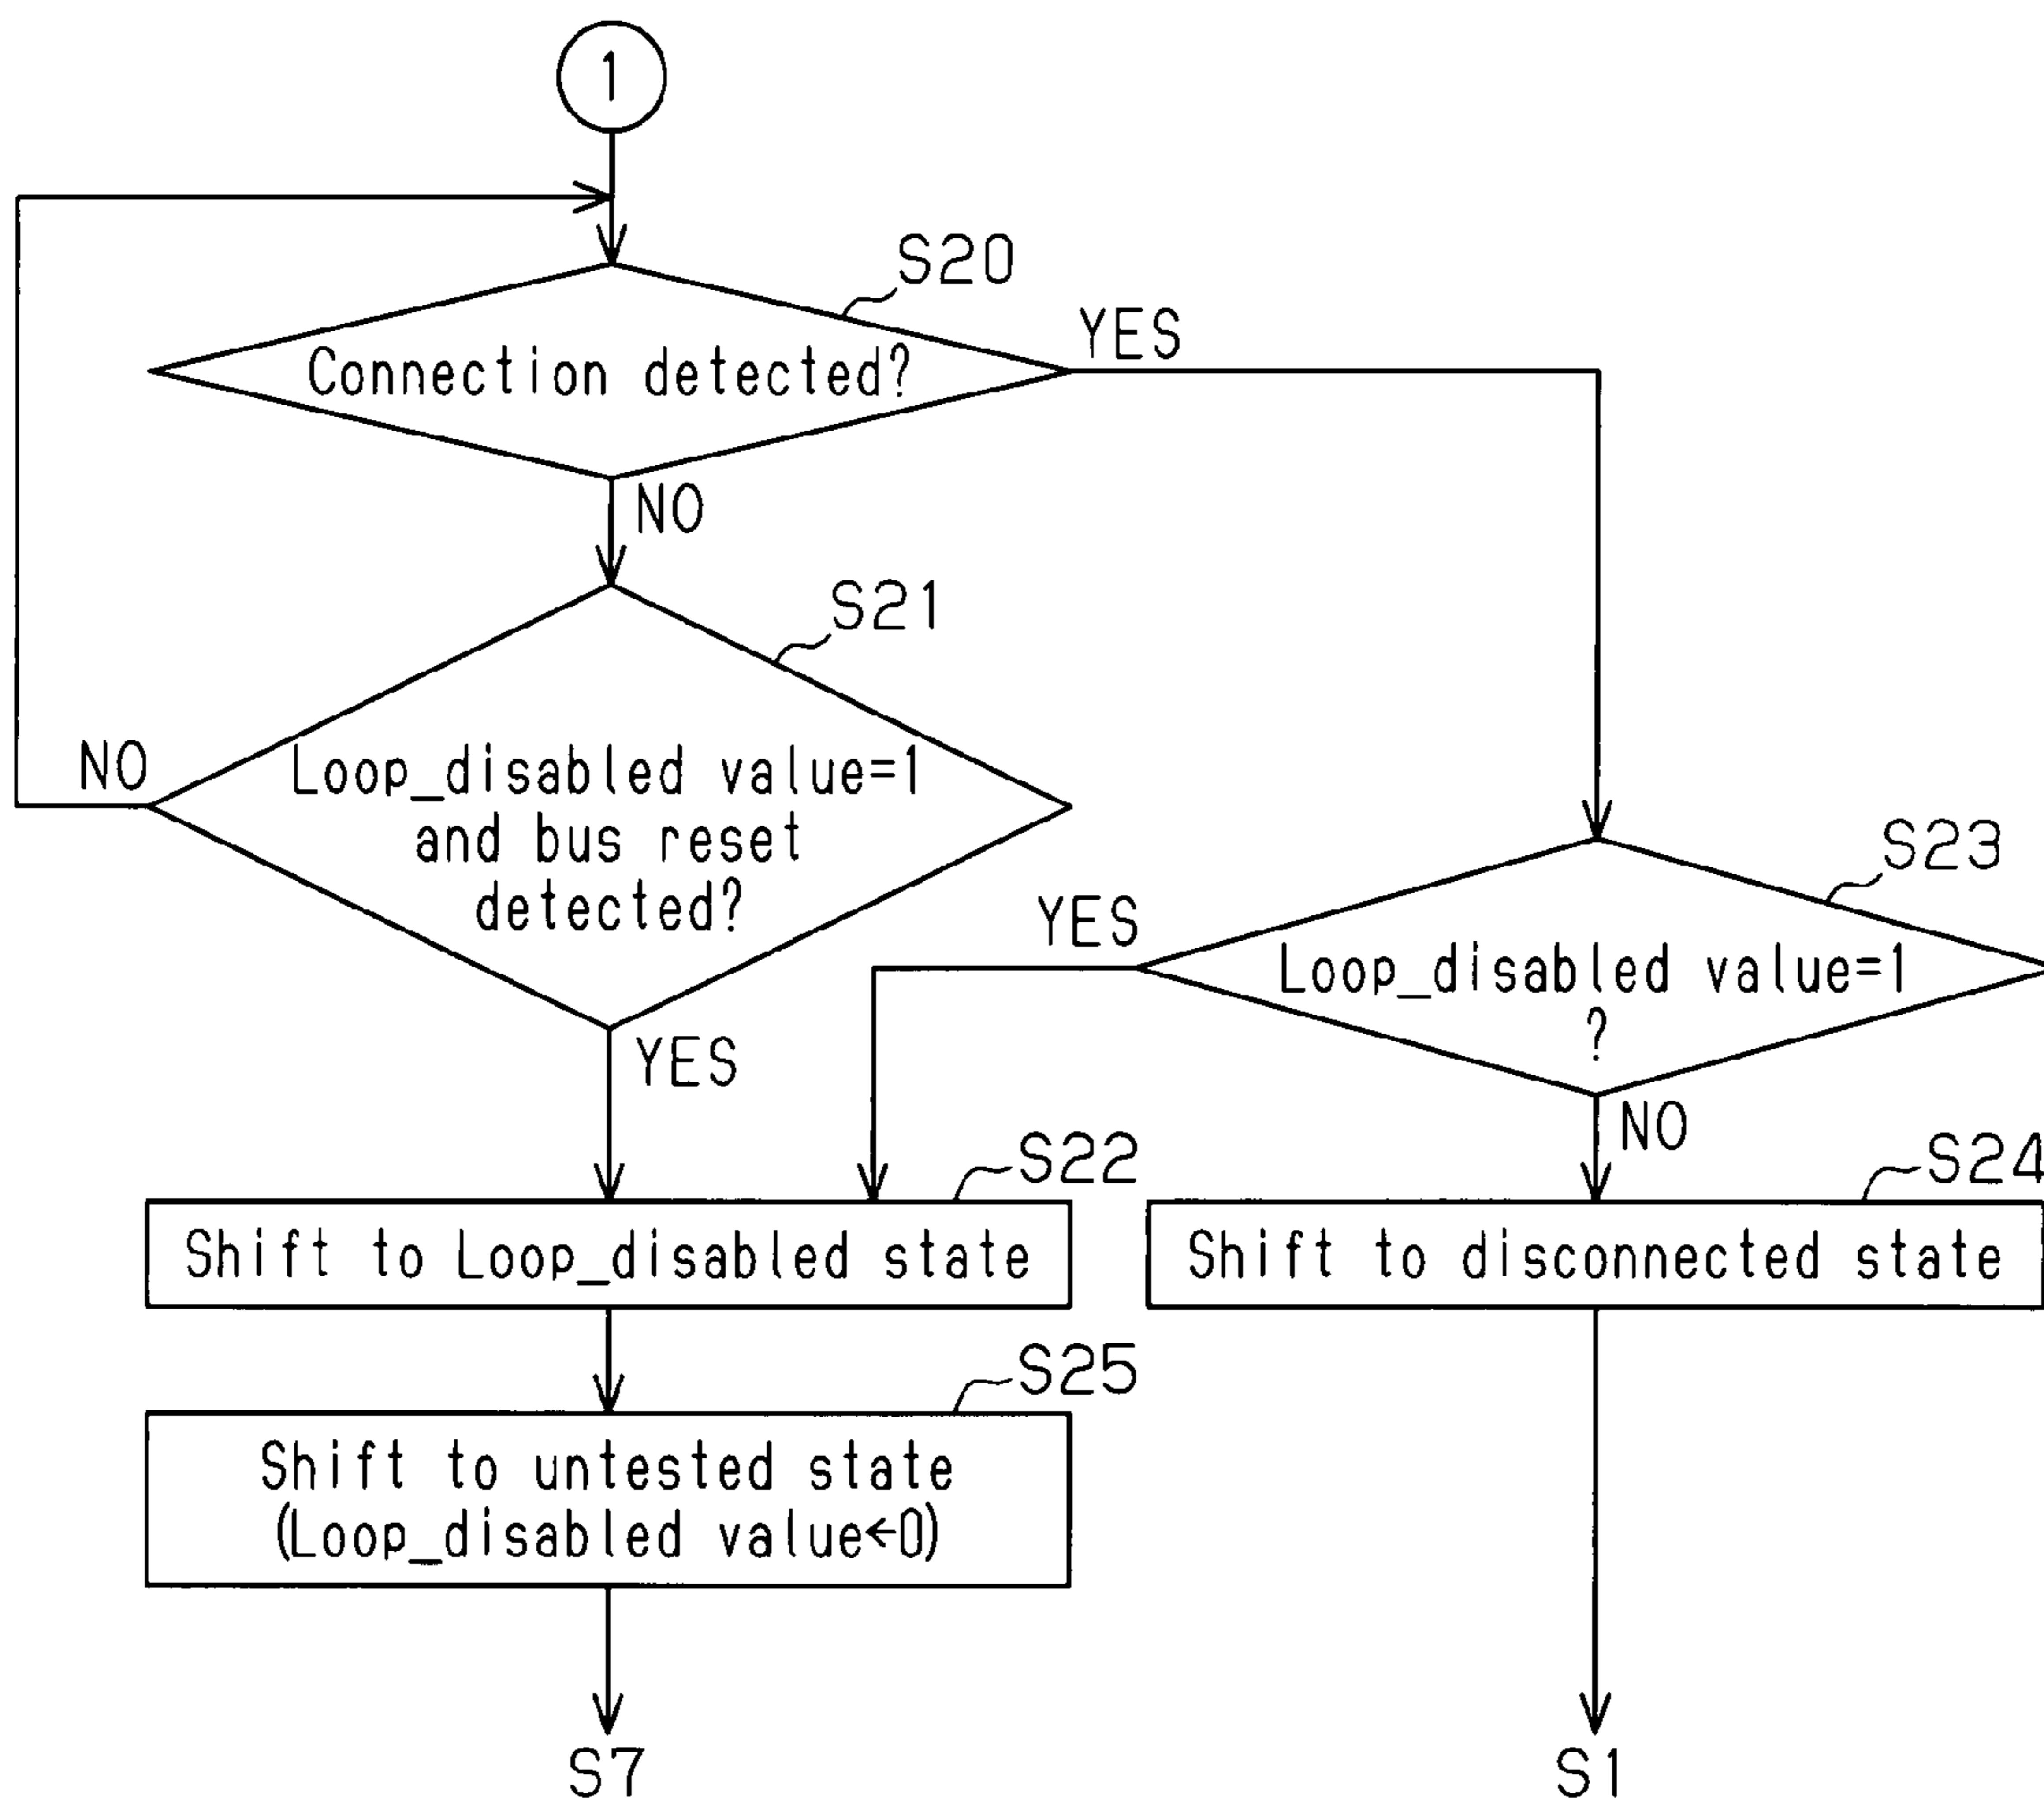 1
S20
YES
Connection detected?
NO
S21
NO
Loop_disabled value=1
and bus reset
detected?
YES
S23
YES
Loop_disabled value=1
?
NO
S22
Shift to Loop_disabled state
S24
Shift to disconnected state
S25
Shift to untested state
(Loop_disabled value←0)
S7
S1